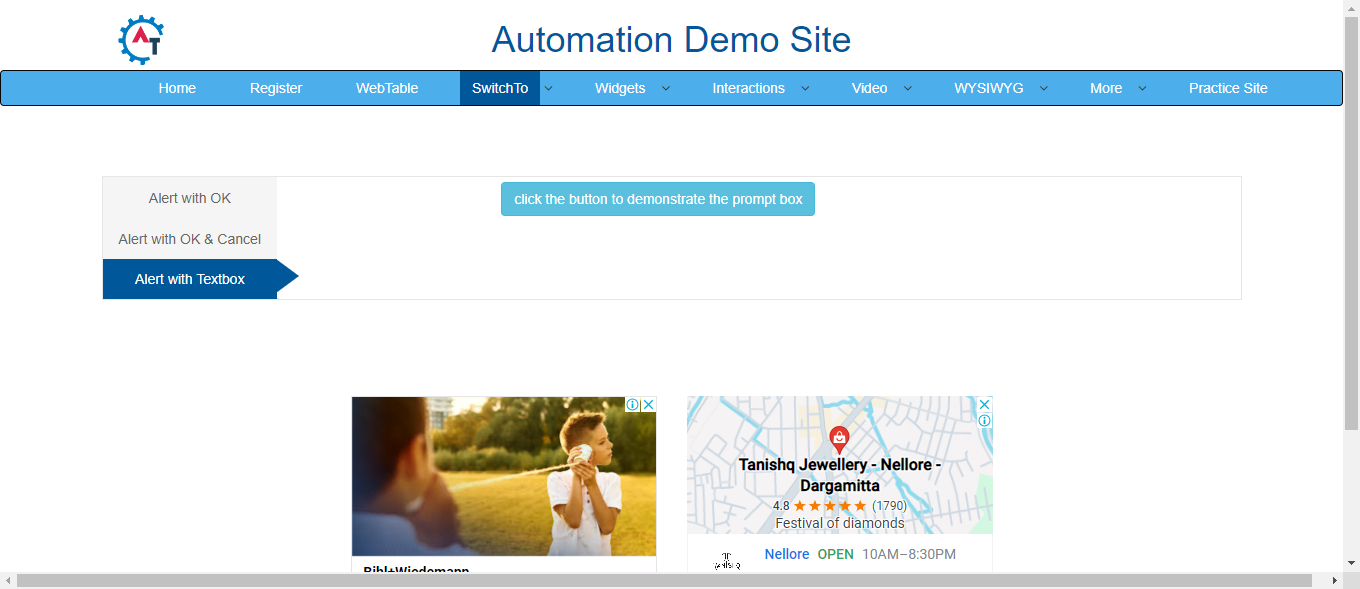 AT
Automation Demo Site
Home Register WebTable SwitchTo Widgets Interactions Video WYSIWYG More Practice Site
Alert with OK
Alert with OK & Cancel
Alert with Textbox
click the button to demonstrate the prompt box
Bihl+Wiedemann
Tanishq Jewellery - Nellore -
Dargamitta
4.8 ★★★★★ (1790)
Festival of diamonds
Nellore OPEN 10AM–8:30PM